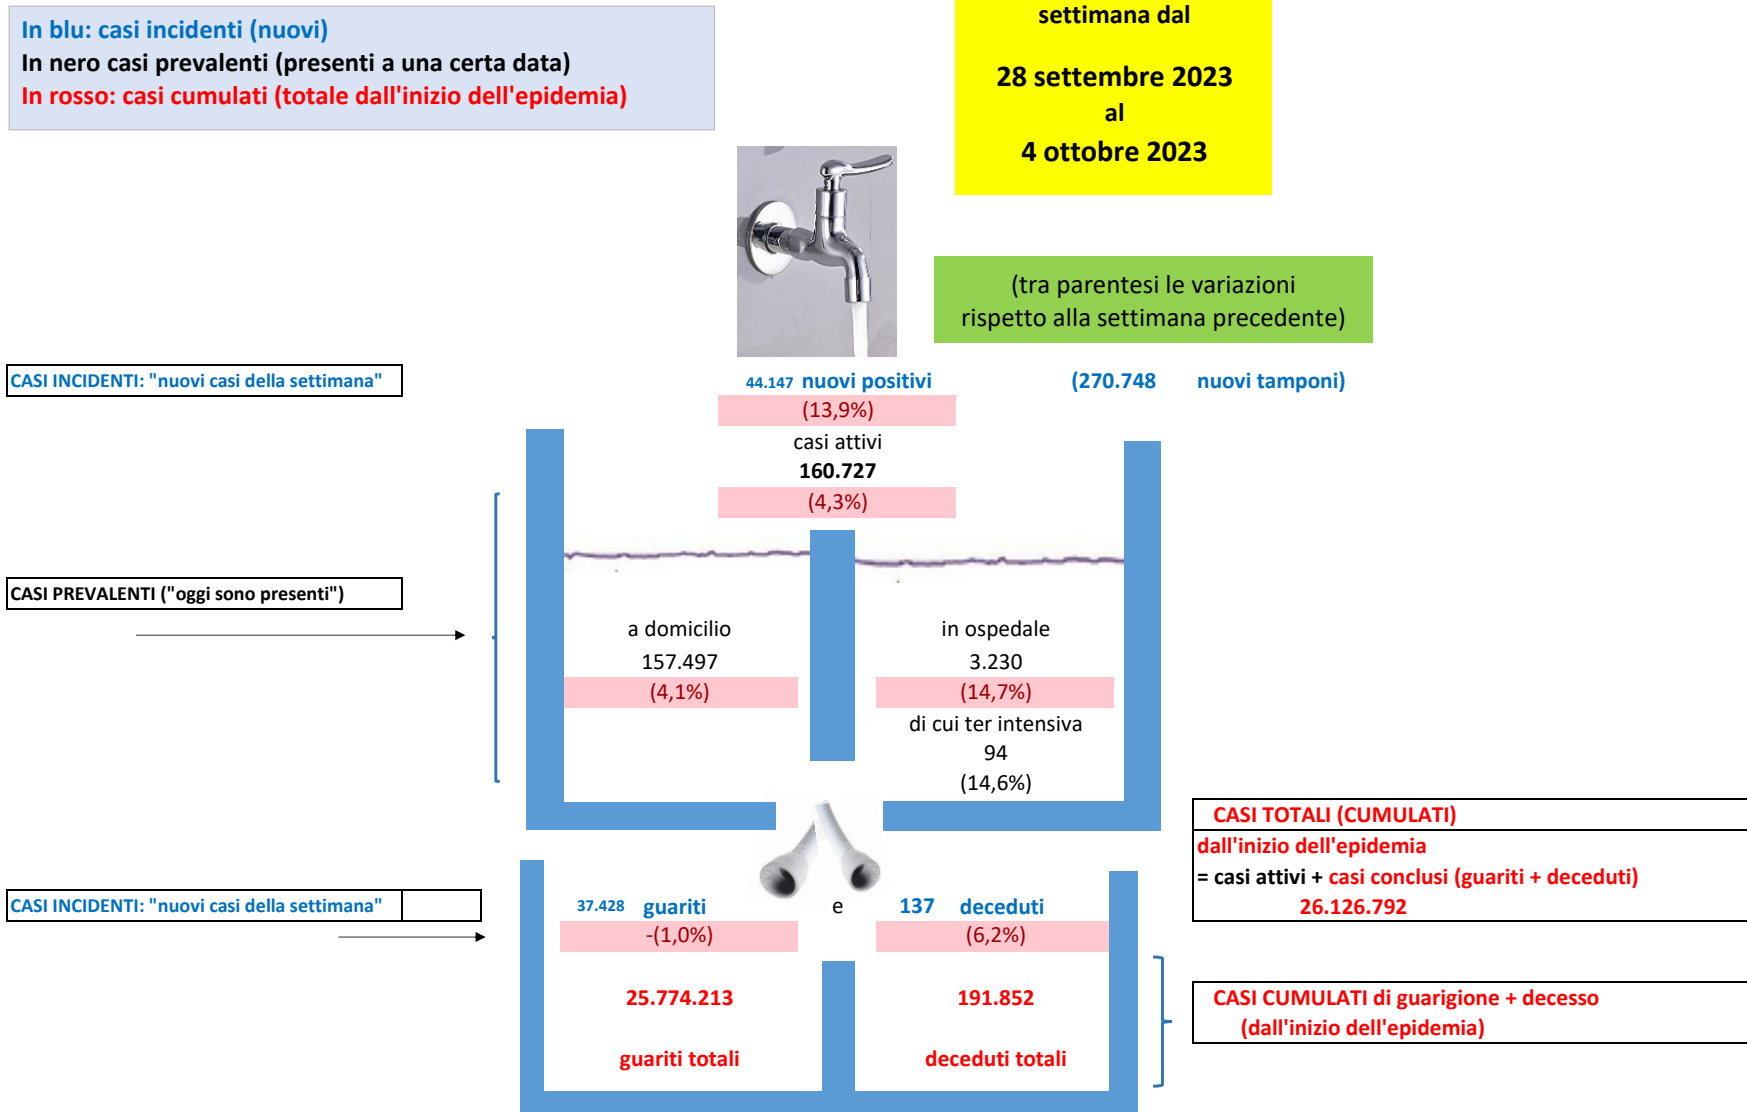 In blu: casi incidenti (nuovi)
In nero casi prevalenti (presenti a una certa data)
In rosso: casi cumulati (totale dall'inizio dell'epidemia)
settimana dal
28 settembre 2023
al
4 ottobre 2023
(tra parentesi le variazioni
rispetto alla settimana precedente)
CASI INCIDENTI: "nuovi casi della settimana"
44.147 nuovi positivi
(270.748 nuovi tamponi)
(13,9%)
casi attivi
160.727
(4,3%)
CASI PREVALENTI ("oggi sono presenti")
a domicilio
157.497
(4,1%)
in ospedale
3.230
(14,7%)
di cui ter intensiva
94
(14,6%)
CASI TOTALI (CUMULATI)
dall'inizio dell'epidemia
= casi attivi + casi conclusi (guariti + deceduti)
26.126.792
CASI INCIDENTI: "nuovi casi della settimana"
37.428 guariti
e
137 deceduti
-(1,0%)
(6,2%)
25.774.213
191.852
guariti totali
deceduti totali
CASI CUMULATI di guarigione + decesso
(dall'inizio dell'epidemia)